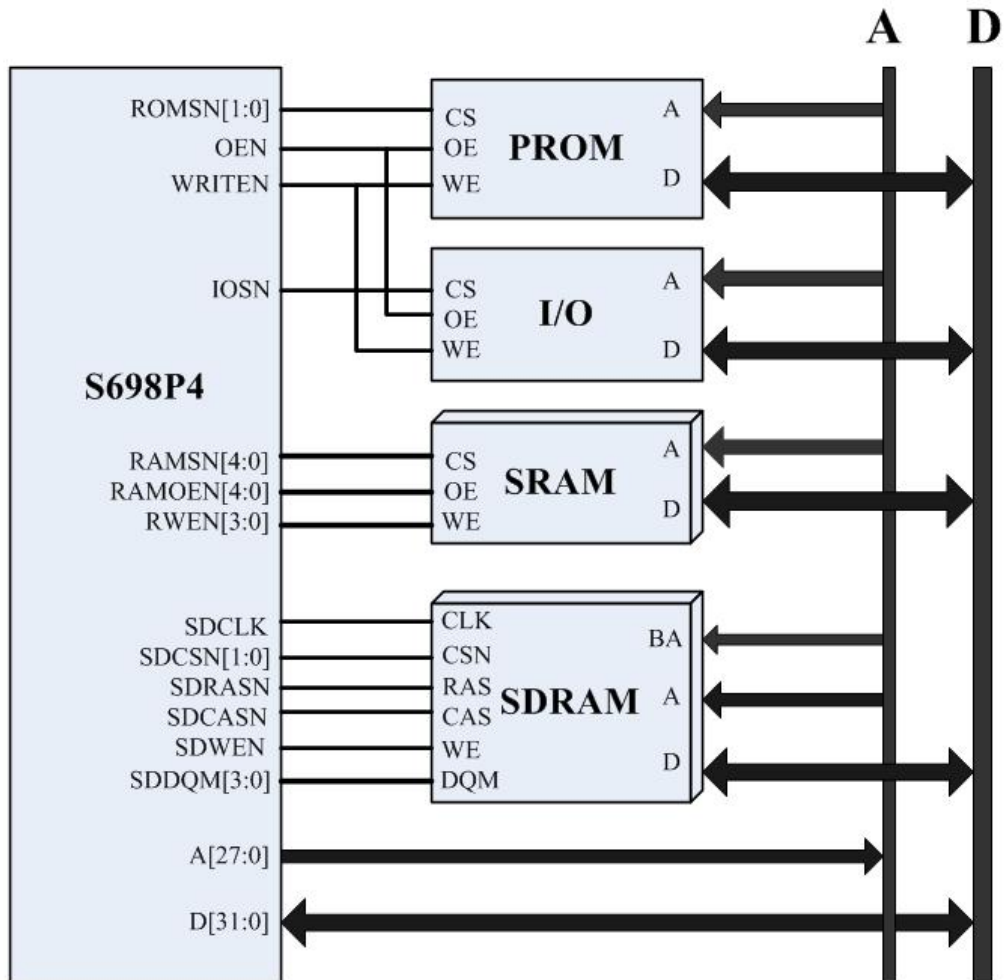 A D
ROMSN[1:0] CS A
OEN OE PROM
WRITEN WE D
IOSN CS A
OE I/O
WE D
S698P4
RAMSN[4:0] CS A
RAMOEN[4:0] OE SRAM
RWEN[3:0] WE D
SDCLK CLK
SDCSN[1:0] CSN BA
SDRASN RAS SDRAM A
SDCASN CAS
SDWEN WE D
SDDQM[3:0] DQM
A[27:0]
D[31:0]